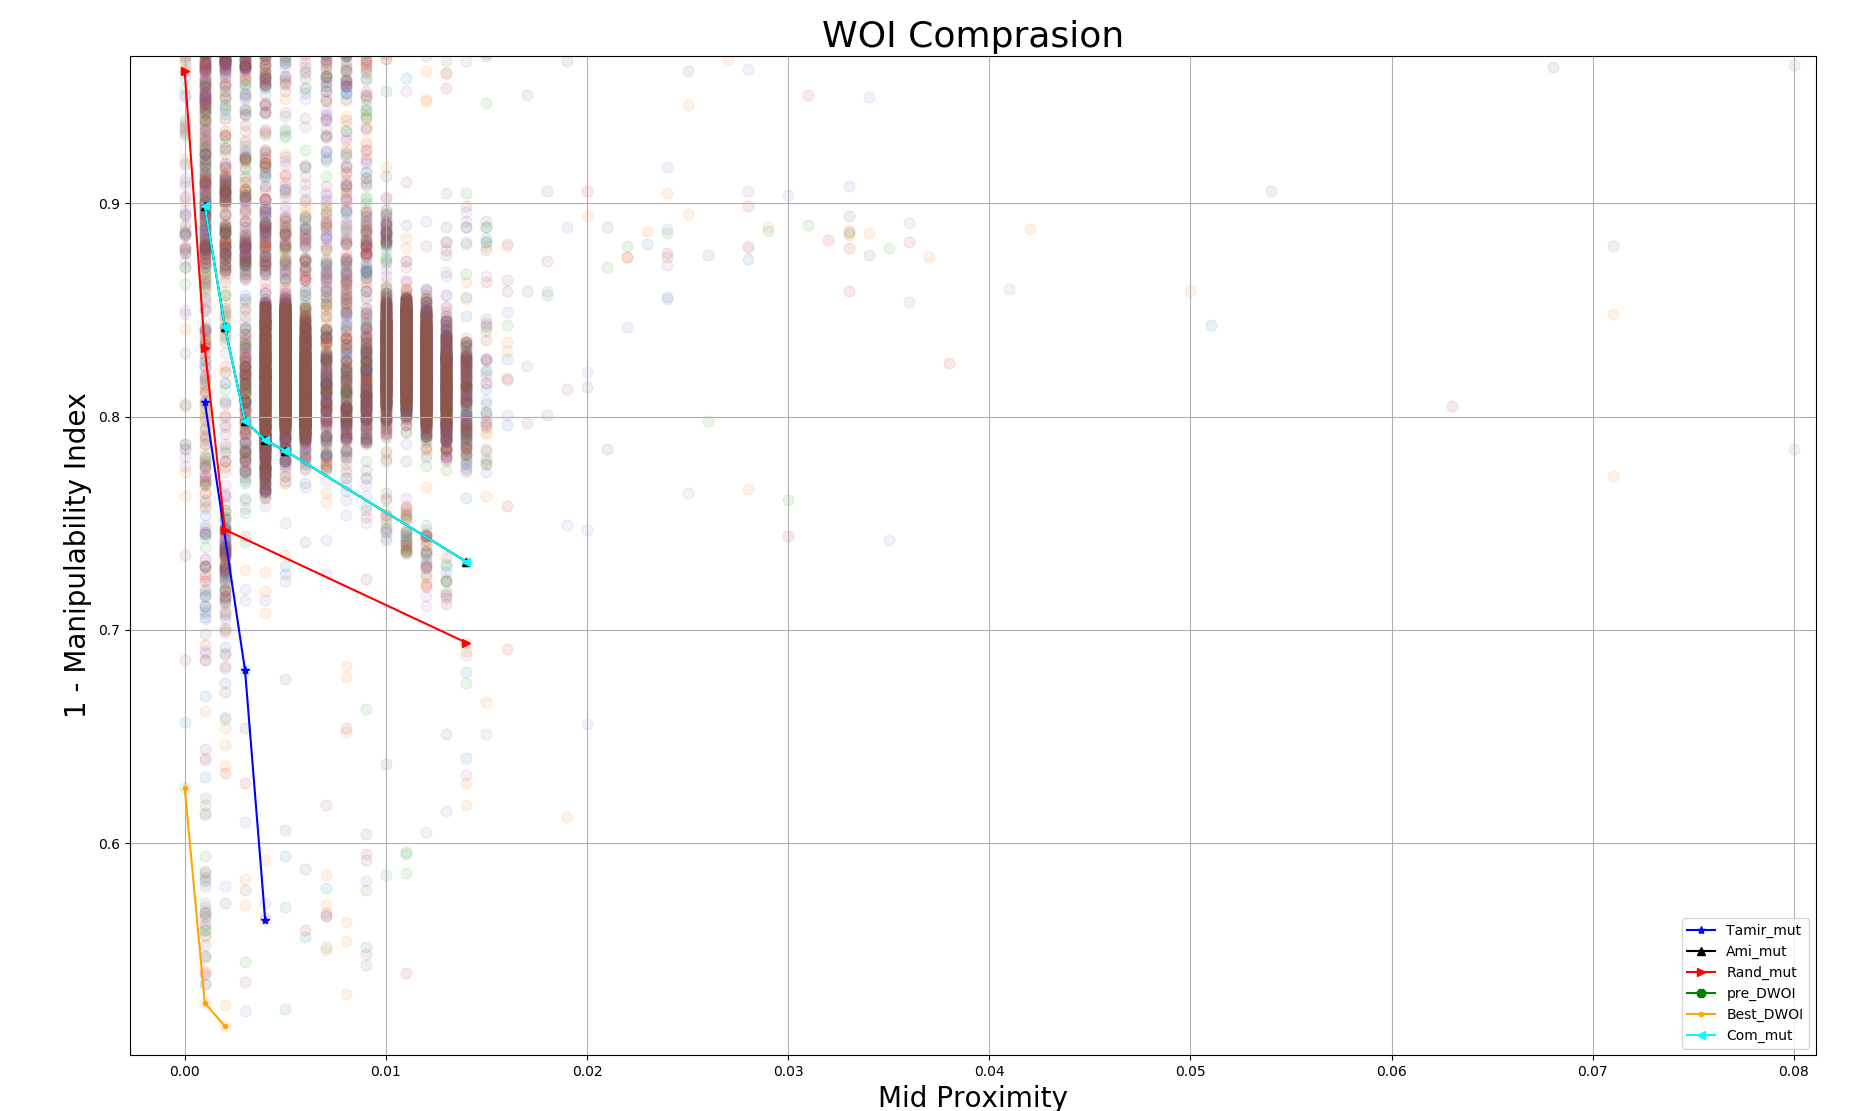 WOI Comprasion
1 - Manipulability Index
0.9
0.8
0.7
0.6
0.00 0.01 0.02 0.03 0.04 0.05 0.06 0.07 0.08
Mid Proximity
Tamir_mut
Ami_mut
Rand_mut
pre_DWOI
Best_DWOI
Com_mut